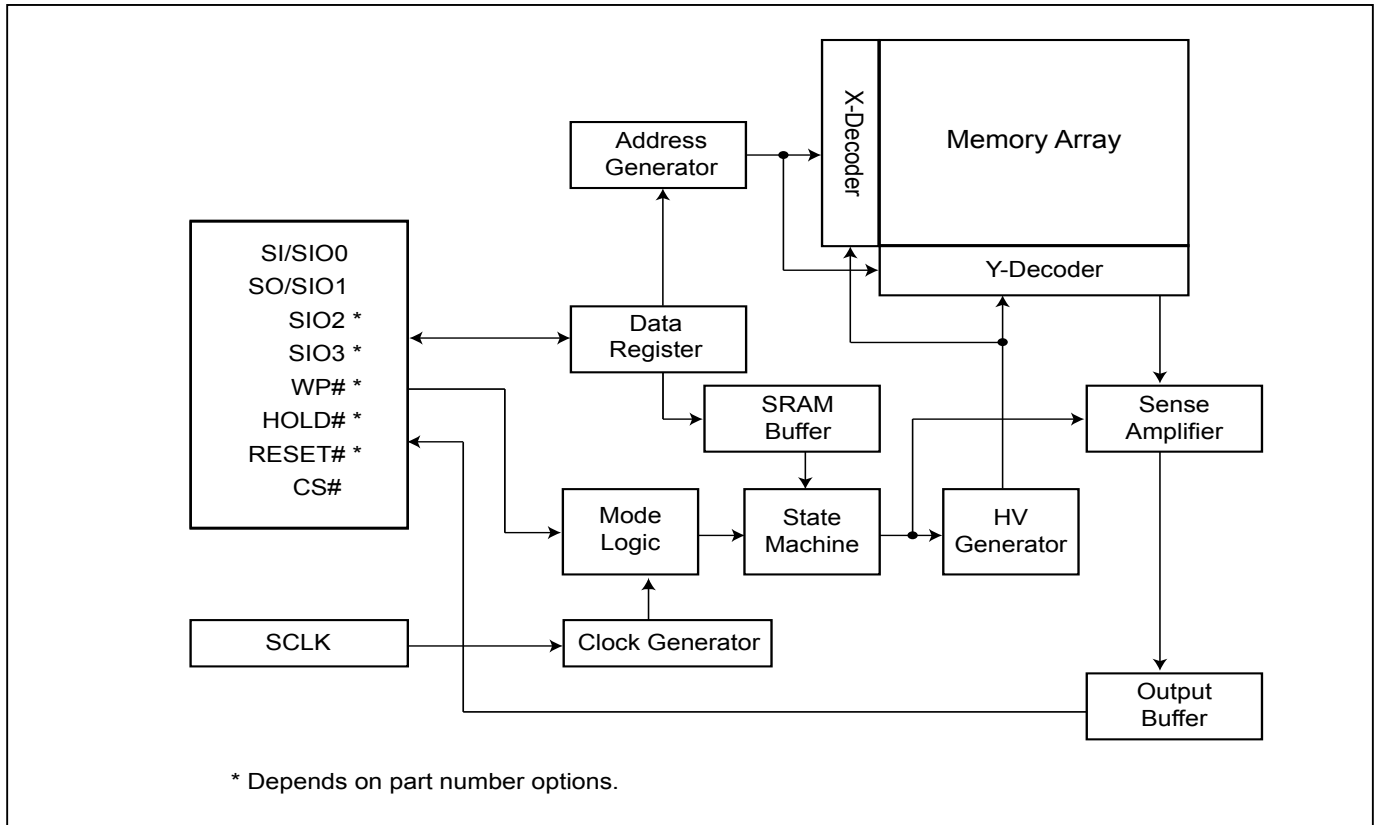 X-Decoder
Memory Array
Address
Generator
Y-Decoder
SI/SIO0
SO/SIO1
SIO2 *
SIO3 *
WP# *
HOLD# *
RESET# *
CS#
Data
Register
SRAM
Buffer
Sense
Amplifier
Mode
Logic
State
Machine
HV
Generator
SCLK
Clock Generator
Output
Buffer
* Depends on part number options.